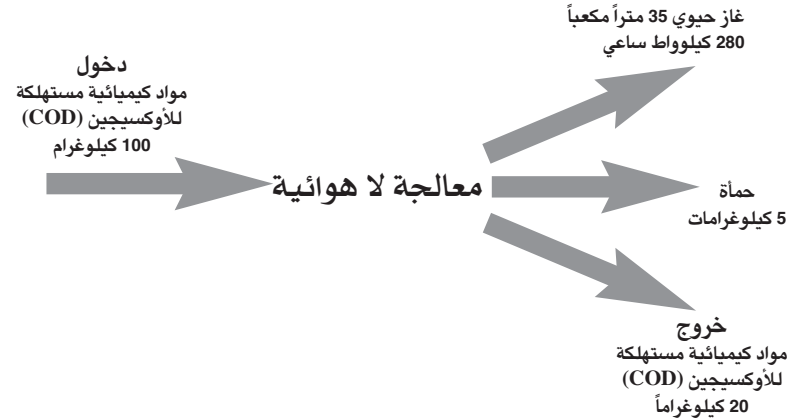 غاز حيوي 35 متراً مكعباً
280 كيلوواط ساعي
دخول
مواد كيميائية مستهلكة
للأوكسيجين (COD)
100 كيلوغرام
معالجة لا هوائية
حمأة
5 كيلوغرامات
خروج
مواد كيميائية مستهلكة
للأوكسيجين (COD)
20 كيلوغراماً